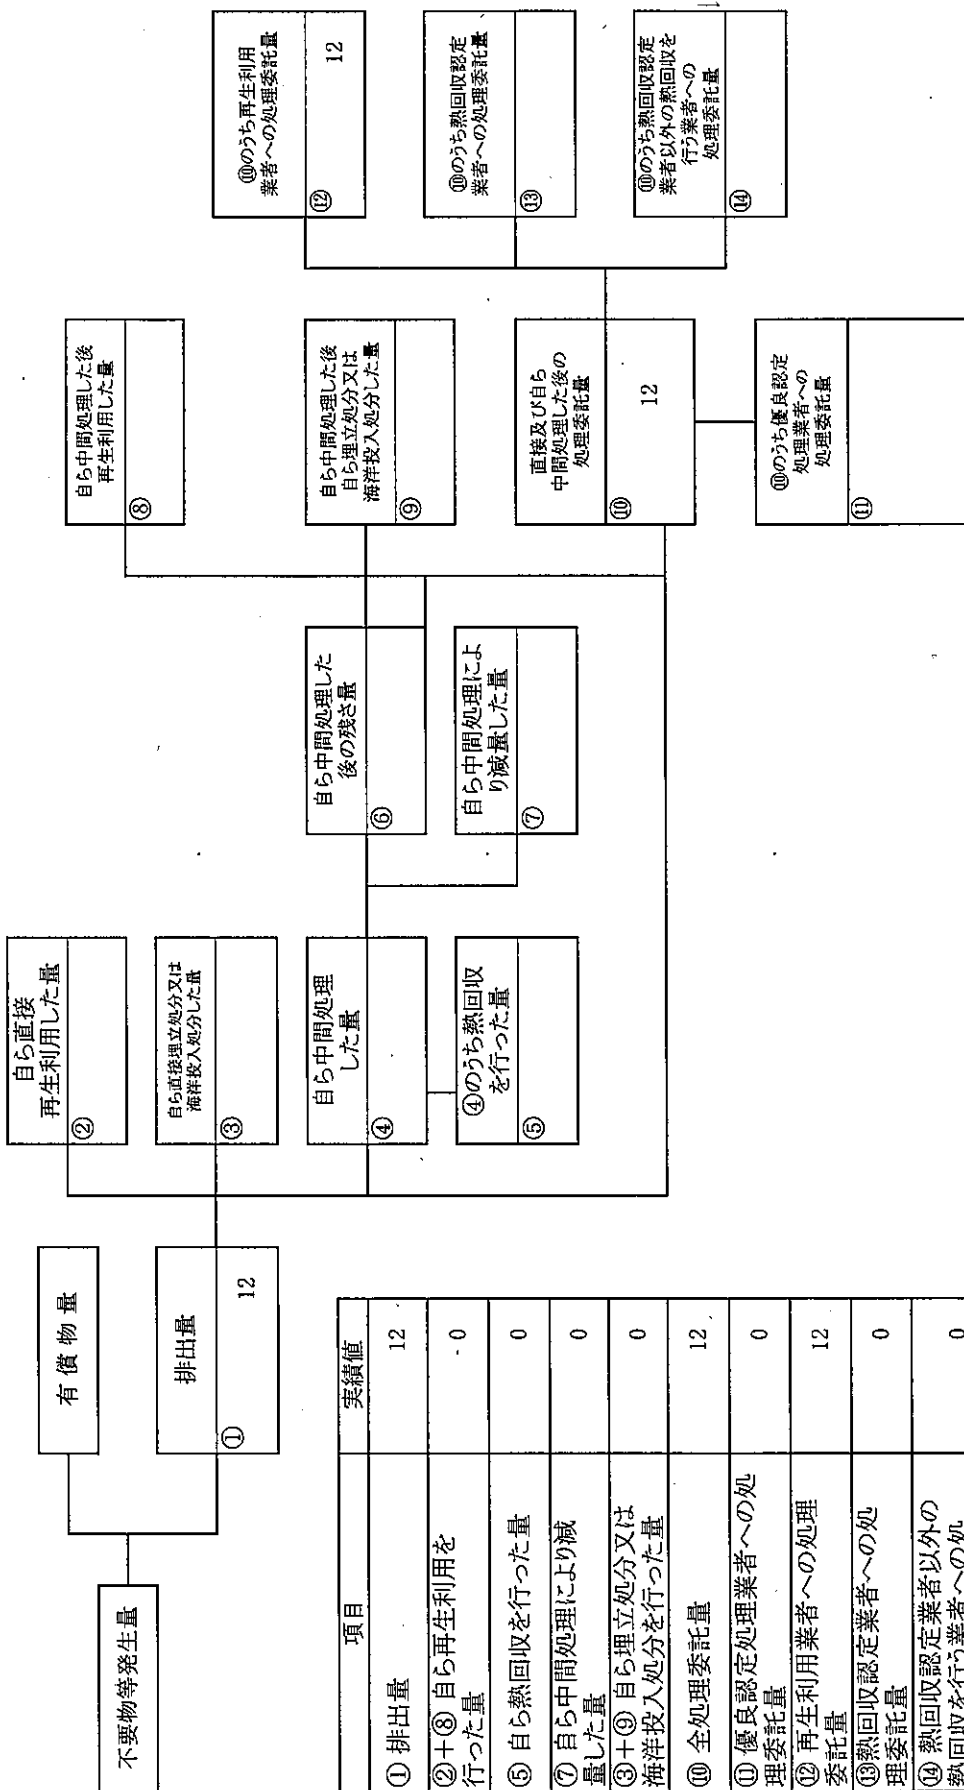 不要物等発生量
有償物量
排出量
①
12
自ら直接
再生利用した量
②
自ら直接埋立処分又は
海洋投入処分した量
③
自ら中間処理
した量
④
④のうち熱回収
を行った量
⑤
自ら中間処理した
後の残さ量
⑥
自ら中間処理によ
り減量した量
⑦
自ら中間処理した後
再生利用した量
⑧
自ら中間処理した後
自ら埋立処分又は
海洋投入処分した量
⑨
直接及び自ら
中間処理した後の
処理委託量
⑩
12
⑩のうち優良認定
処理業者への
処理委託量
⑪
⑩のうち再生利用
業者への処理委託量
⑫
12
⑩のうち熱回収認定
業者への処理委託量
⑬
⑩のうち熱回収認定
業者以外の熱回収を
行う業者への
処理委託量
⑭
項目 実績値
① 排出量 12
②+⑧ 自ら再生利用を
行った量 0
⑤ 自ら熱回収を行った量 0
⑦ 自ら中間処理により減
量した量 0
③+⑨ 自ら埋立処分又は
海洋投入処分を行った量 0
⑩ 全処理委託量 12
⑪ 優良認定処理業者への処
理委託量 0
⑫ 再生利用業者への処理
委託量 12
⑬熱回収認定業者への処
理委託量 0
⑭ 熱回収認定業者以外の
熱回収を行う業者への処 0